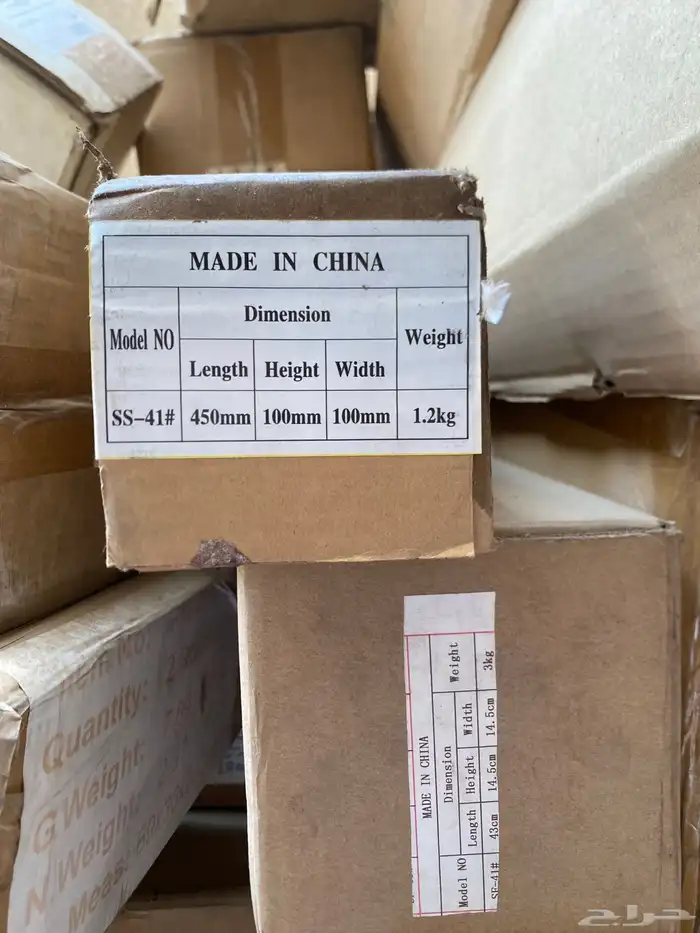 MADE IN CHINA
Model NO Dimension Weight
Length Height Width
SS-41# 450mm 100mm 100mm 1.2kg
MADE IN CHINA
Model NO Dimension Weight
Length Height Width
43cm 14.5cm 14.5cm 3kg
Quantity:
G Weight:
N Weight:
حراج